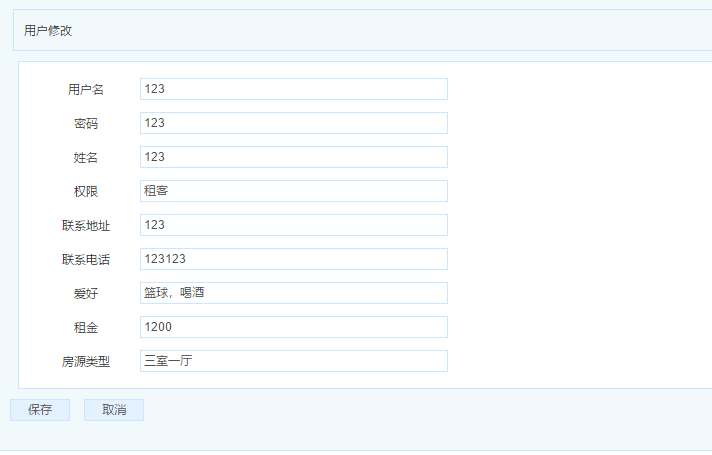 用户修改
用户名 123
密码 123
姓名 123
权限 租客
联系地址 123
联系电话 123123
爱好 篮球，喝酒
租金 1200
房源类型 三室一厅
保存 取消